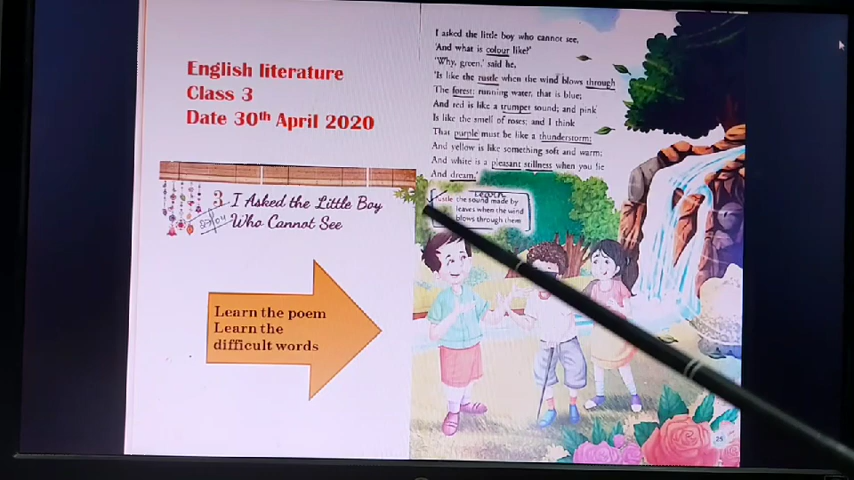 English literature
Class 3
Date 30th April 2020
3 I Asked the Little Boy
Who Cannot See
Learn the poem
Learn the
difficult words
I asked the little boy who cannot see,
'And what is colour like?'
'Why, green,' said he,
'Is like the rustle when the wind blows through
The forest; running water, that is blue;
And red is like a trumpet sound; and pink
Is like the smell of roses; and I think
That purple must be like a thunderstorm;
And yellow is like something soft and warm;
And white is a pleasant stillness when you lie
And dream.'
Learn
the sound made by
leaves when the wind
blows through them
25